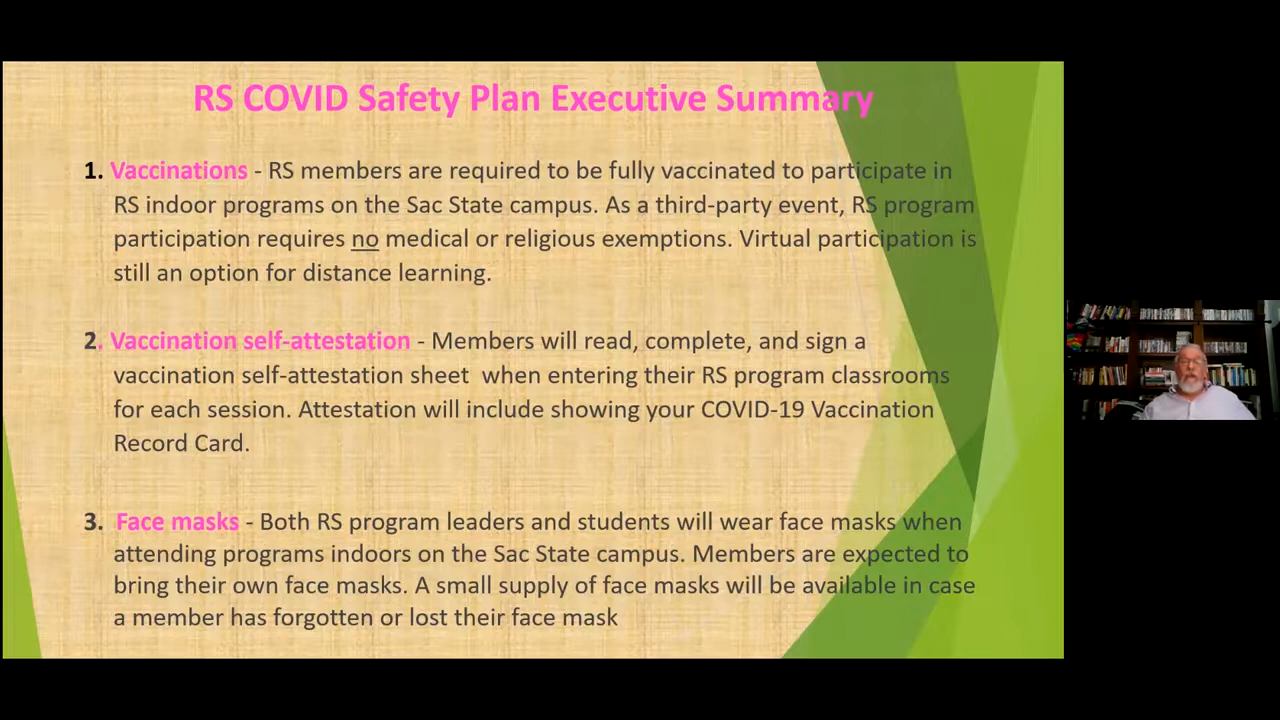 RS COVID Safety Plan Executive Summary
1. Vaccinations - RS members are required to be fully vaccinated to participate in
RS indoor programs on the Sac State campus. As a third-party event, RS program
participation requires no medical or religious exemptions. Virtual participation is
still an option for distance learning.
2. Vaccination self-attestation - Members will read, complete, and sign a
vaccination self-attestation sheet when entering their RS program classrooms
for each session. Attestation will include showing your COVID-19 Vaccination
Record Card.
3. Face masks - Both RS program leaders and students will wear face masks when
attending programs indoors on the Sac State campus. Members are expected to
bring their own face masks. A small supply of face masks will be available in case
a member has forgotten or lost their face mask